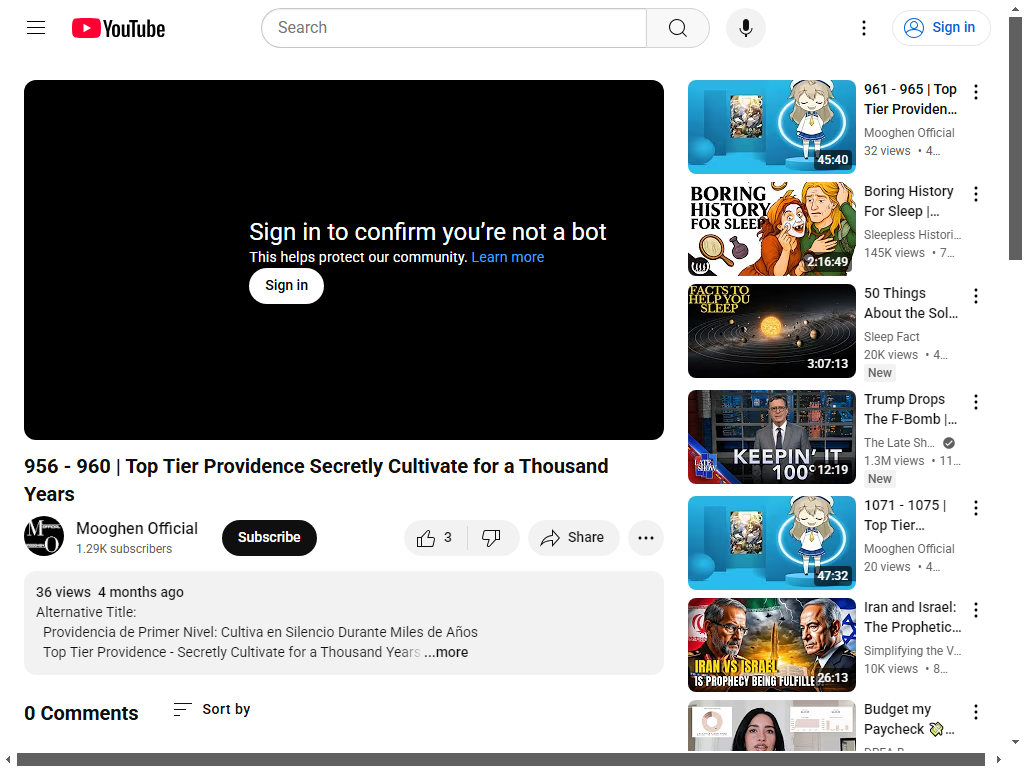 YouTube
Search
Sign in
Sign in to confirm you're not a bot
This helps protect our community. Learn more
Sign in
956 - 960 | Top Tier Providence Secretly Cultivate for a Thousand
Years
Mooghen Official
1.29K subscribers
Subscribe
3
Share
36 views 4 months ago
Alternative Title:
Providencia de Primer Nivel: Cultiva en Silencio Durante Miles de Años
Top Tier Providence - Secretly Cultivate for a Thousand Years ...more
0 Comments
Sort by
45:40
961 - 965 | Top
Tier Providen...
Mooghen Official
32 views • 4...
BORING
HISTORY
FOR SLEEP
2:16:49
Boring History
For Sleep |...
Sleepless Histori...
145K views • 7...
FACTS TO
HELP YOU
SLEEP
3:07:13
50 Things
About the Sol...
Sleep Fact
20K views • 4...
New
LATE
SHOW
KEEPIN' IT
100°
12:19
Trump Drops
The F-Bomb |...
The Late Sh...
1.3M views • 11...
New
47:32
1071 - 1075 |
Top Tier...
Mooghen Official
20 views • 4...
IRAN VS ISRAEL
IS PROPHECY BEING FULFILLE
26:13
Iran and Israel:
The Prophetic...
Simplifying the V...
10K views • 8...
Budget my
Paycheck 💸...